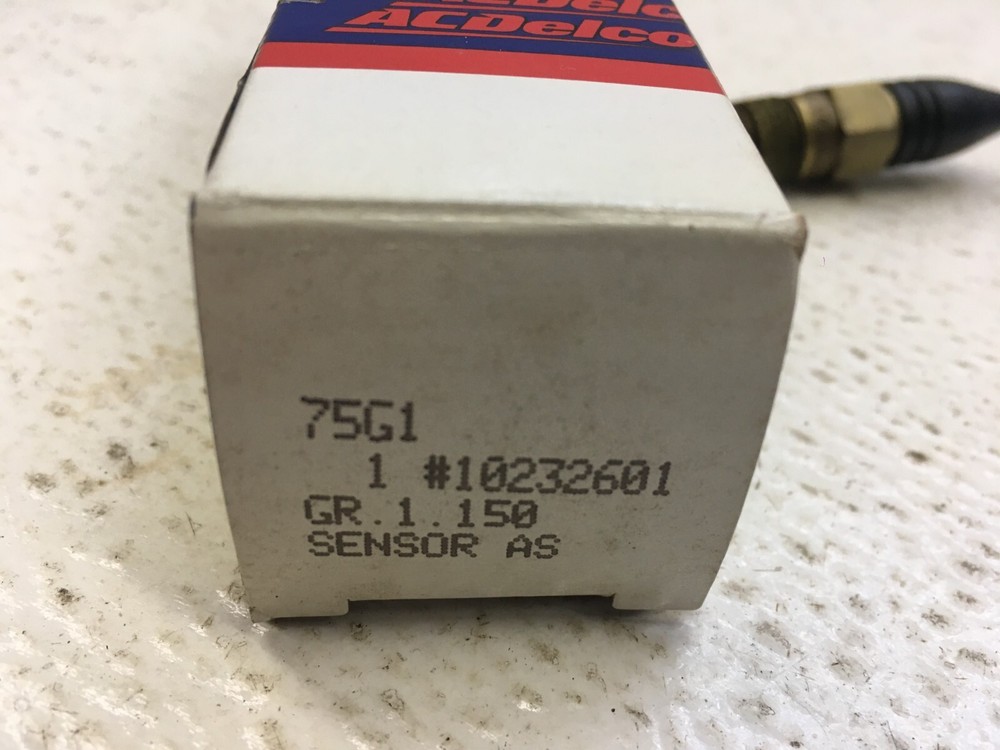 ACDelco
ACDelco
75G1
1 #10232601
GR.1.150
SENSOR AS